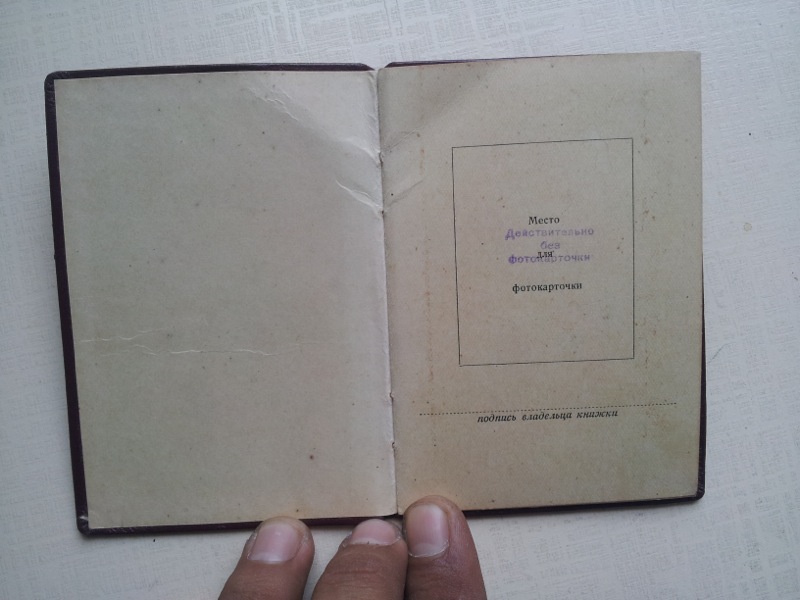 Место
Действительно
без
для
фотокарточки
фотокарточки
подпись владельца книжки